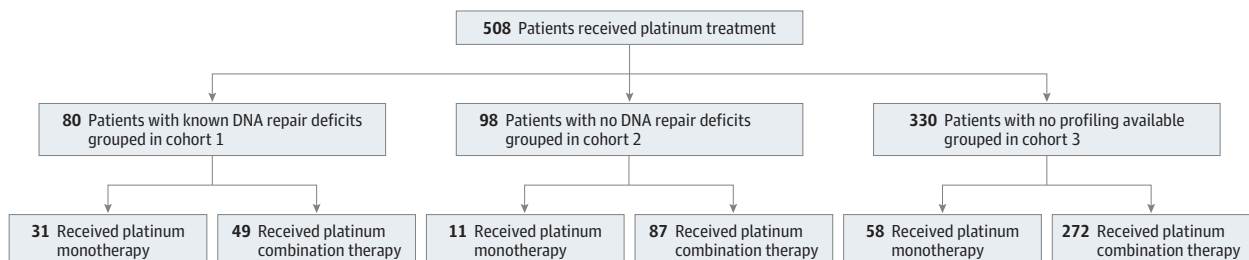 508 Patients received platinum treatment
80 Patients with known DNA repair deficits
grouped in cohort 1
98 Patients with no DNA repair deficits
grouped in cohort 2
330 Patients with no profiling available
grouped in cohort 3
31 Received platinum
monotherapy
49 Received platinum
combination therapy
11 Received platinum
monotherapy
87 Received platinum
combination therapy
58 Received platinum
monotherapy
272 Received platinum
combination therapy